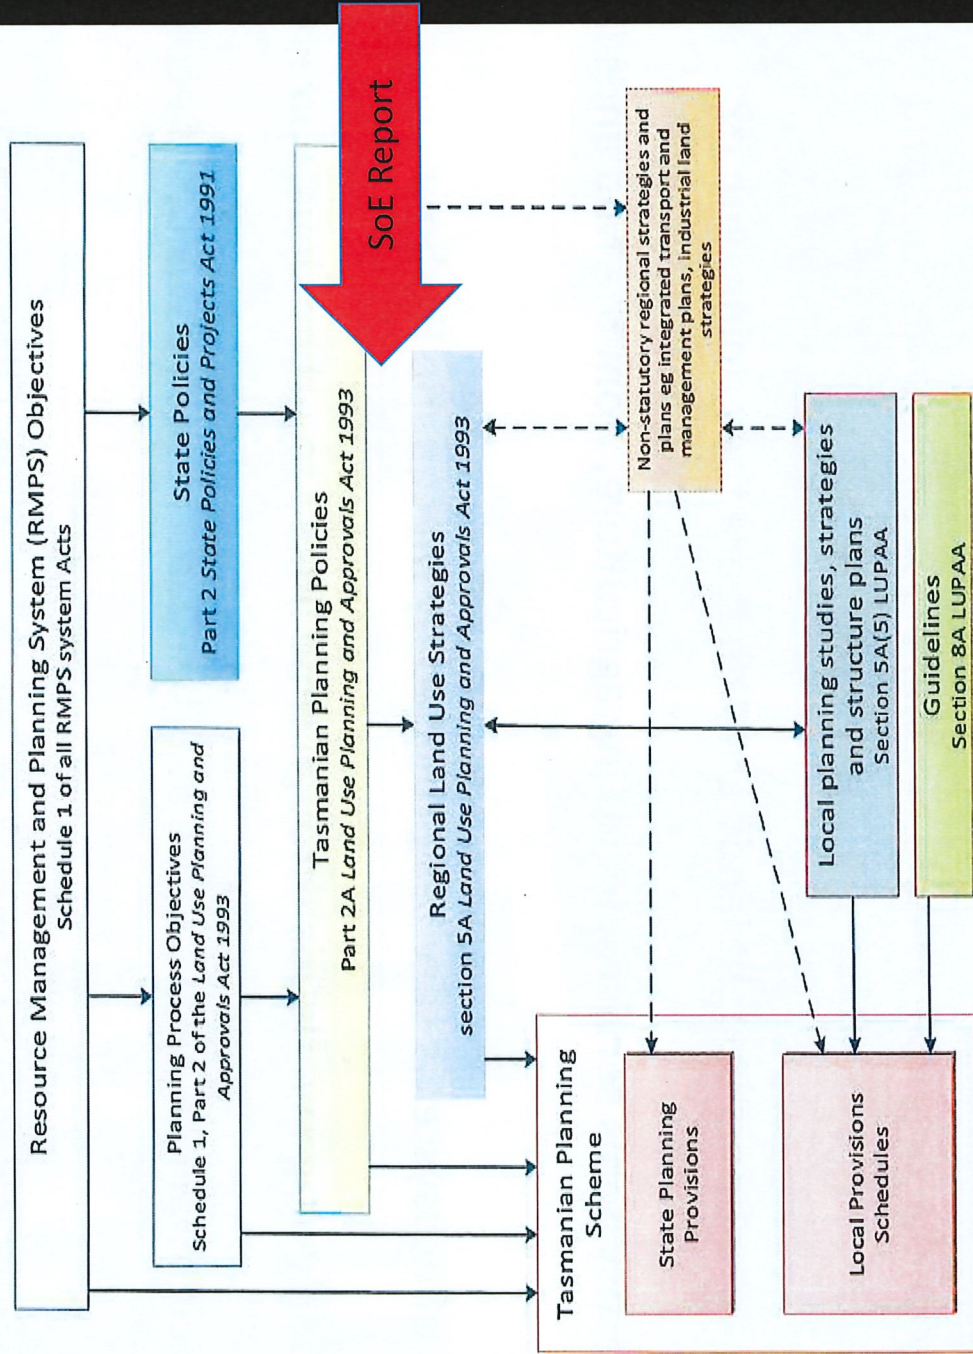 Resource Management and Planning System (RMPS) Objectives
Schedule 1 of all RMPS system Acts
Planning Process Objectives
Schedule 1, Part 2 of the Land Use Planning and
Approvals Act 1993
State Policies
Part 2 State Policies and Projects Act 1991
Tasmanian Planning Policies
Part 2A Land Use Planning and Approvals Act 1993
SoE Report
Regional Land Use Strategies
section 5A Land Use Planning and Approvals Act 1993
Tasmanian Planning
Scheme
State Planning
Provisions
Local Provisions
Schedules
Non-statutory regional strategies and
plans eg integrated transport and
management plans, industrial land
strategies
Local planning studies, strategies
and structure plans
Section 5A(5) LUPAA
Guidelines
Section 8A LUPAA